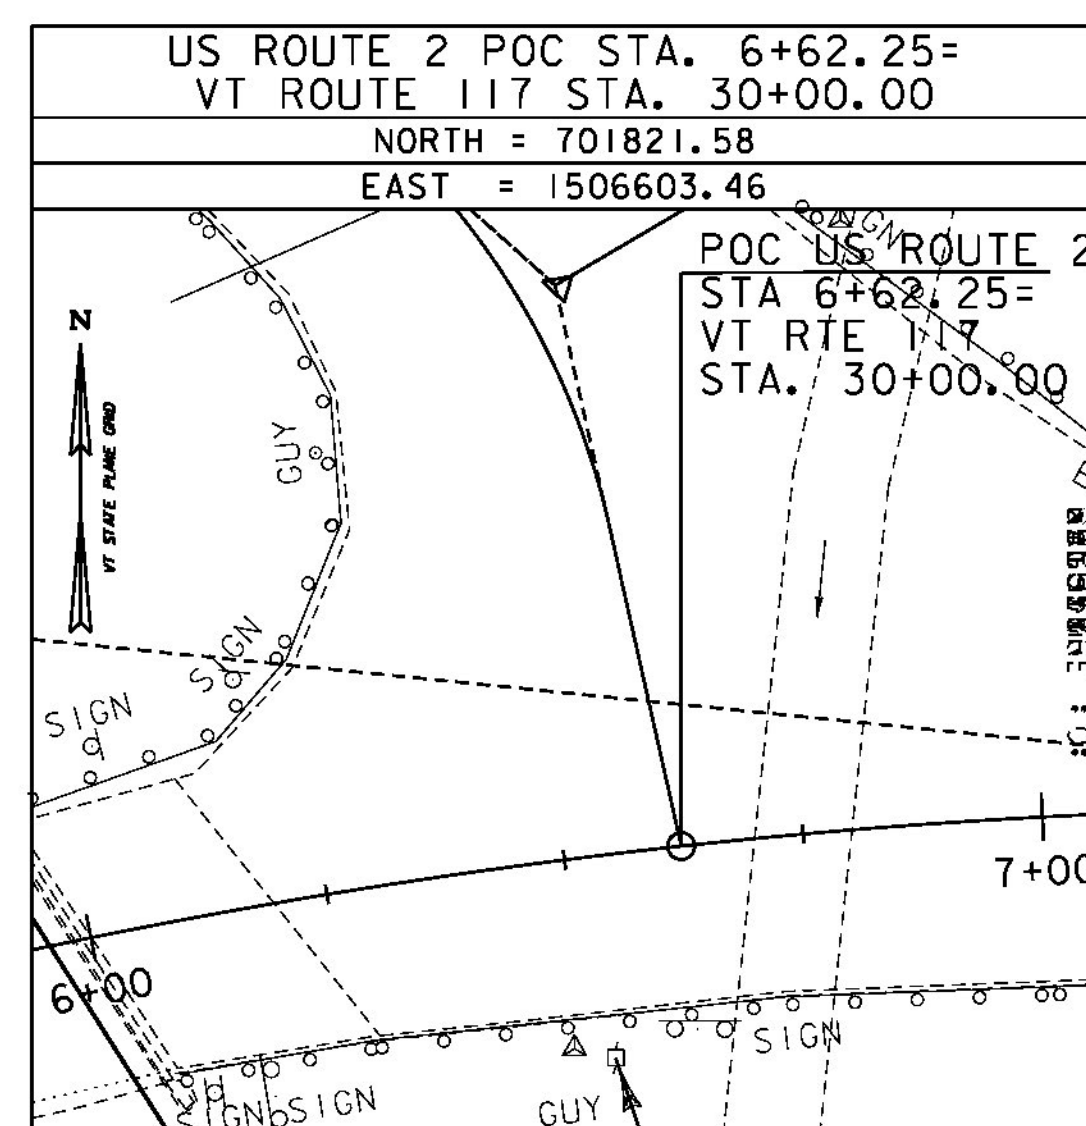 US ROUTE 2 POC STA. 6+62.25=
VT ROUTE 117 STA. 30+00.00
NORTH = 701821.58
EAST = 1506603.46
SIGN
POC US ROUTE 2
STA 6+62.25=
VT RTE 117
STA. 30+00.00
N
VT STATE PLANE GRID
GUY
SIGN
SIGN
7+00
6+00
SIGN
SIGN
SIGN
GUY